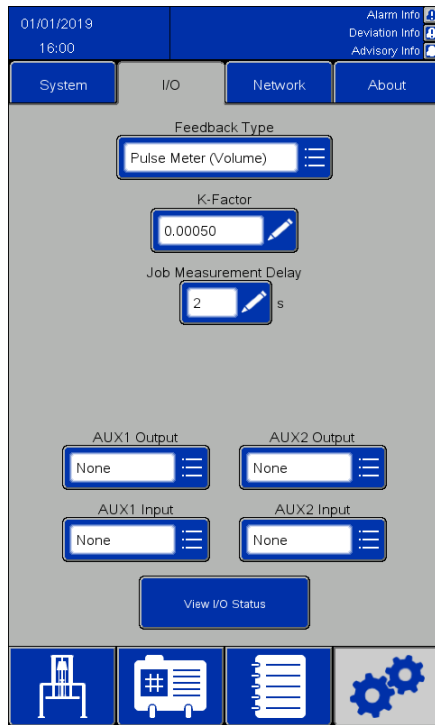 01/01/2019
16:00
Alarm Info
Deviation Info
Advisory Info
System
I/O
Network
About
Feedback Type
Pulse Meter (Volume)
K-Factor
0.00050
Job Measurement Delay
2 s
AUX1 Output
AUX2 Output
None
None
AUX1 Input
AUX2 Input
None
None
View I/O Status
#